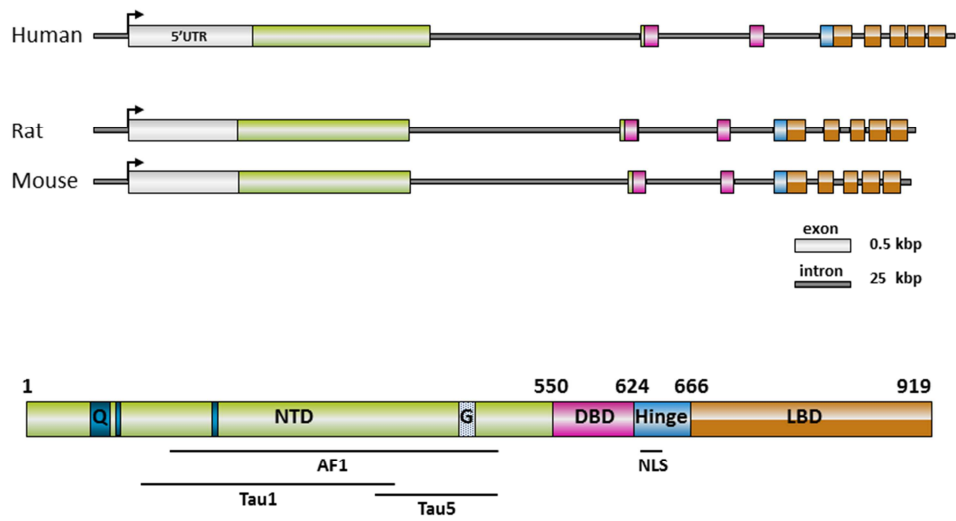 Human
5'UTR
Rat
Mouse
exon
0.5 kbp
intron
25 kbp
1 550 624 666 919
Q NTD G DBD Hinge LBD
AF1 NLS
Tau1
Tau5